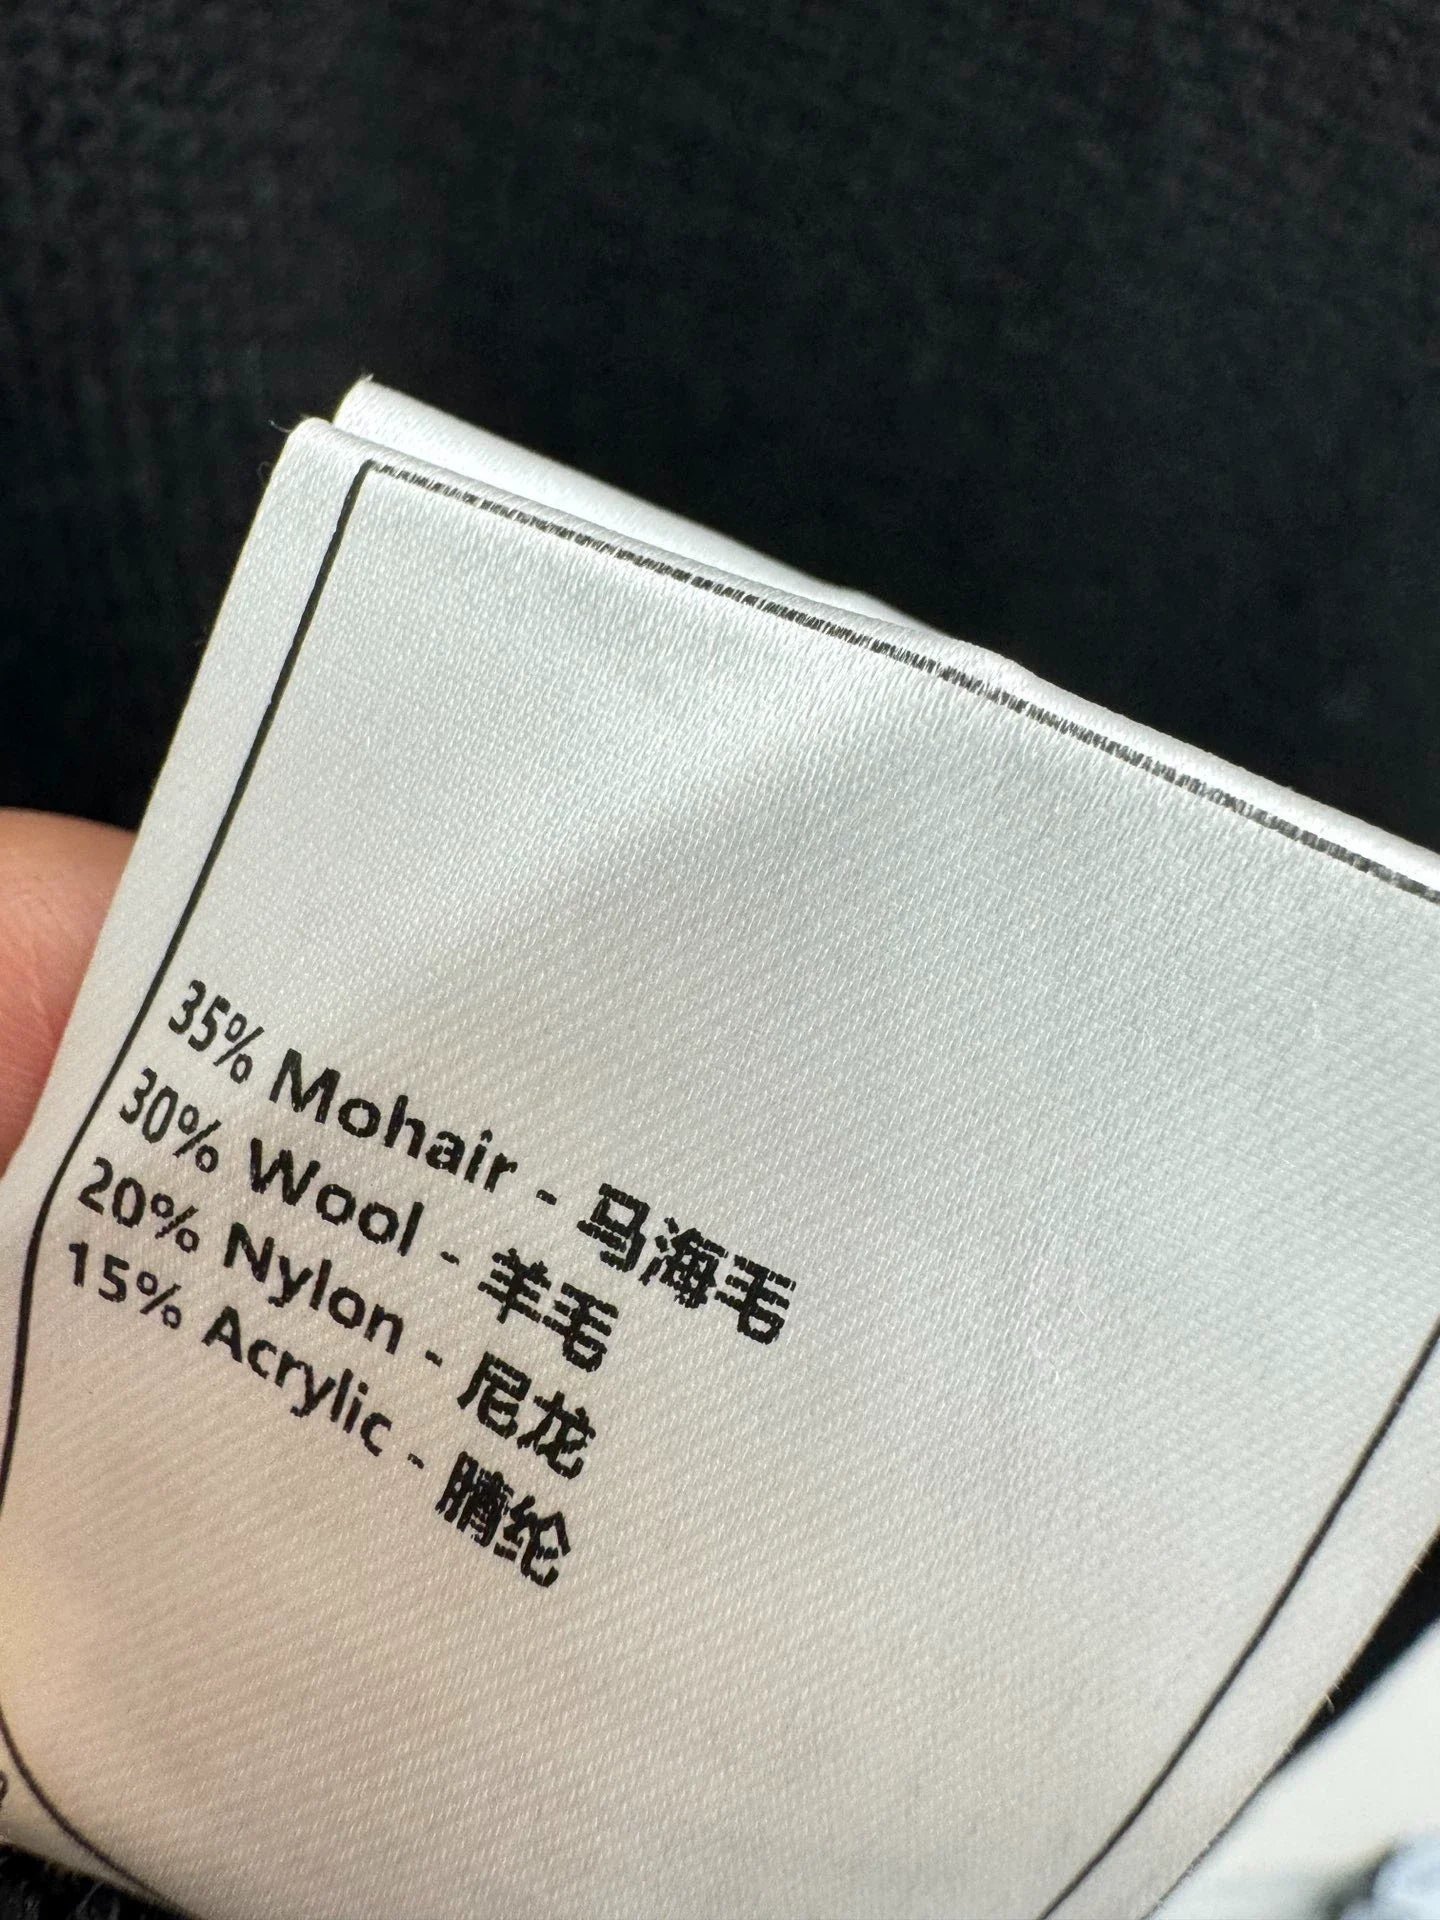 35% Mohair - 马海毛
30% Wool - 羊毛
20% Nylon - 尼龙
15% Acrylic - 腈纶